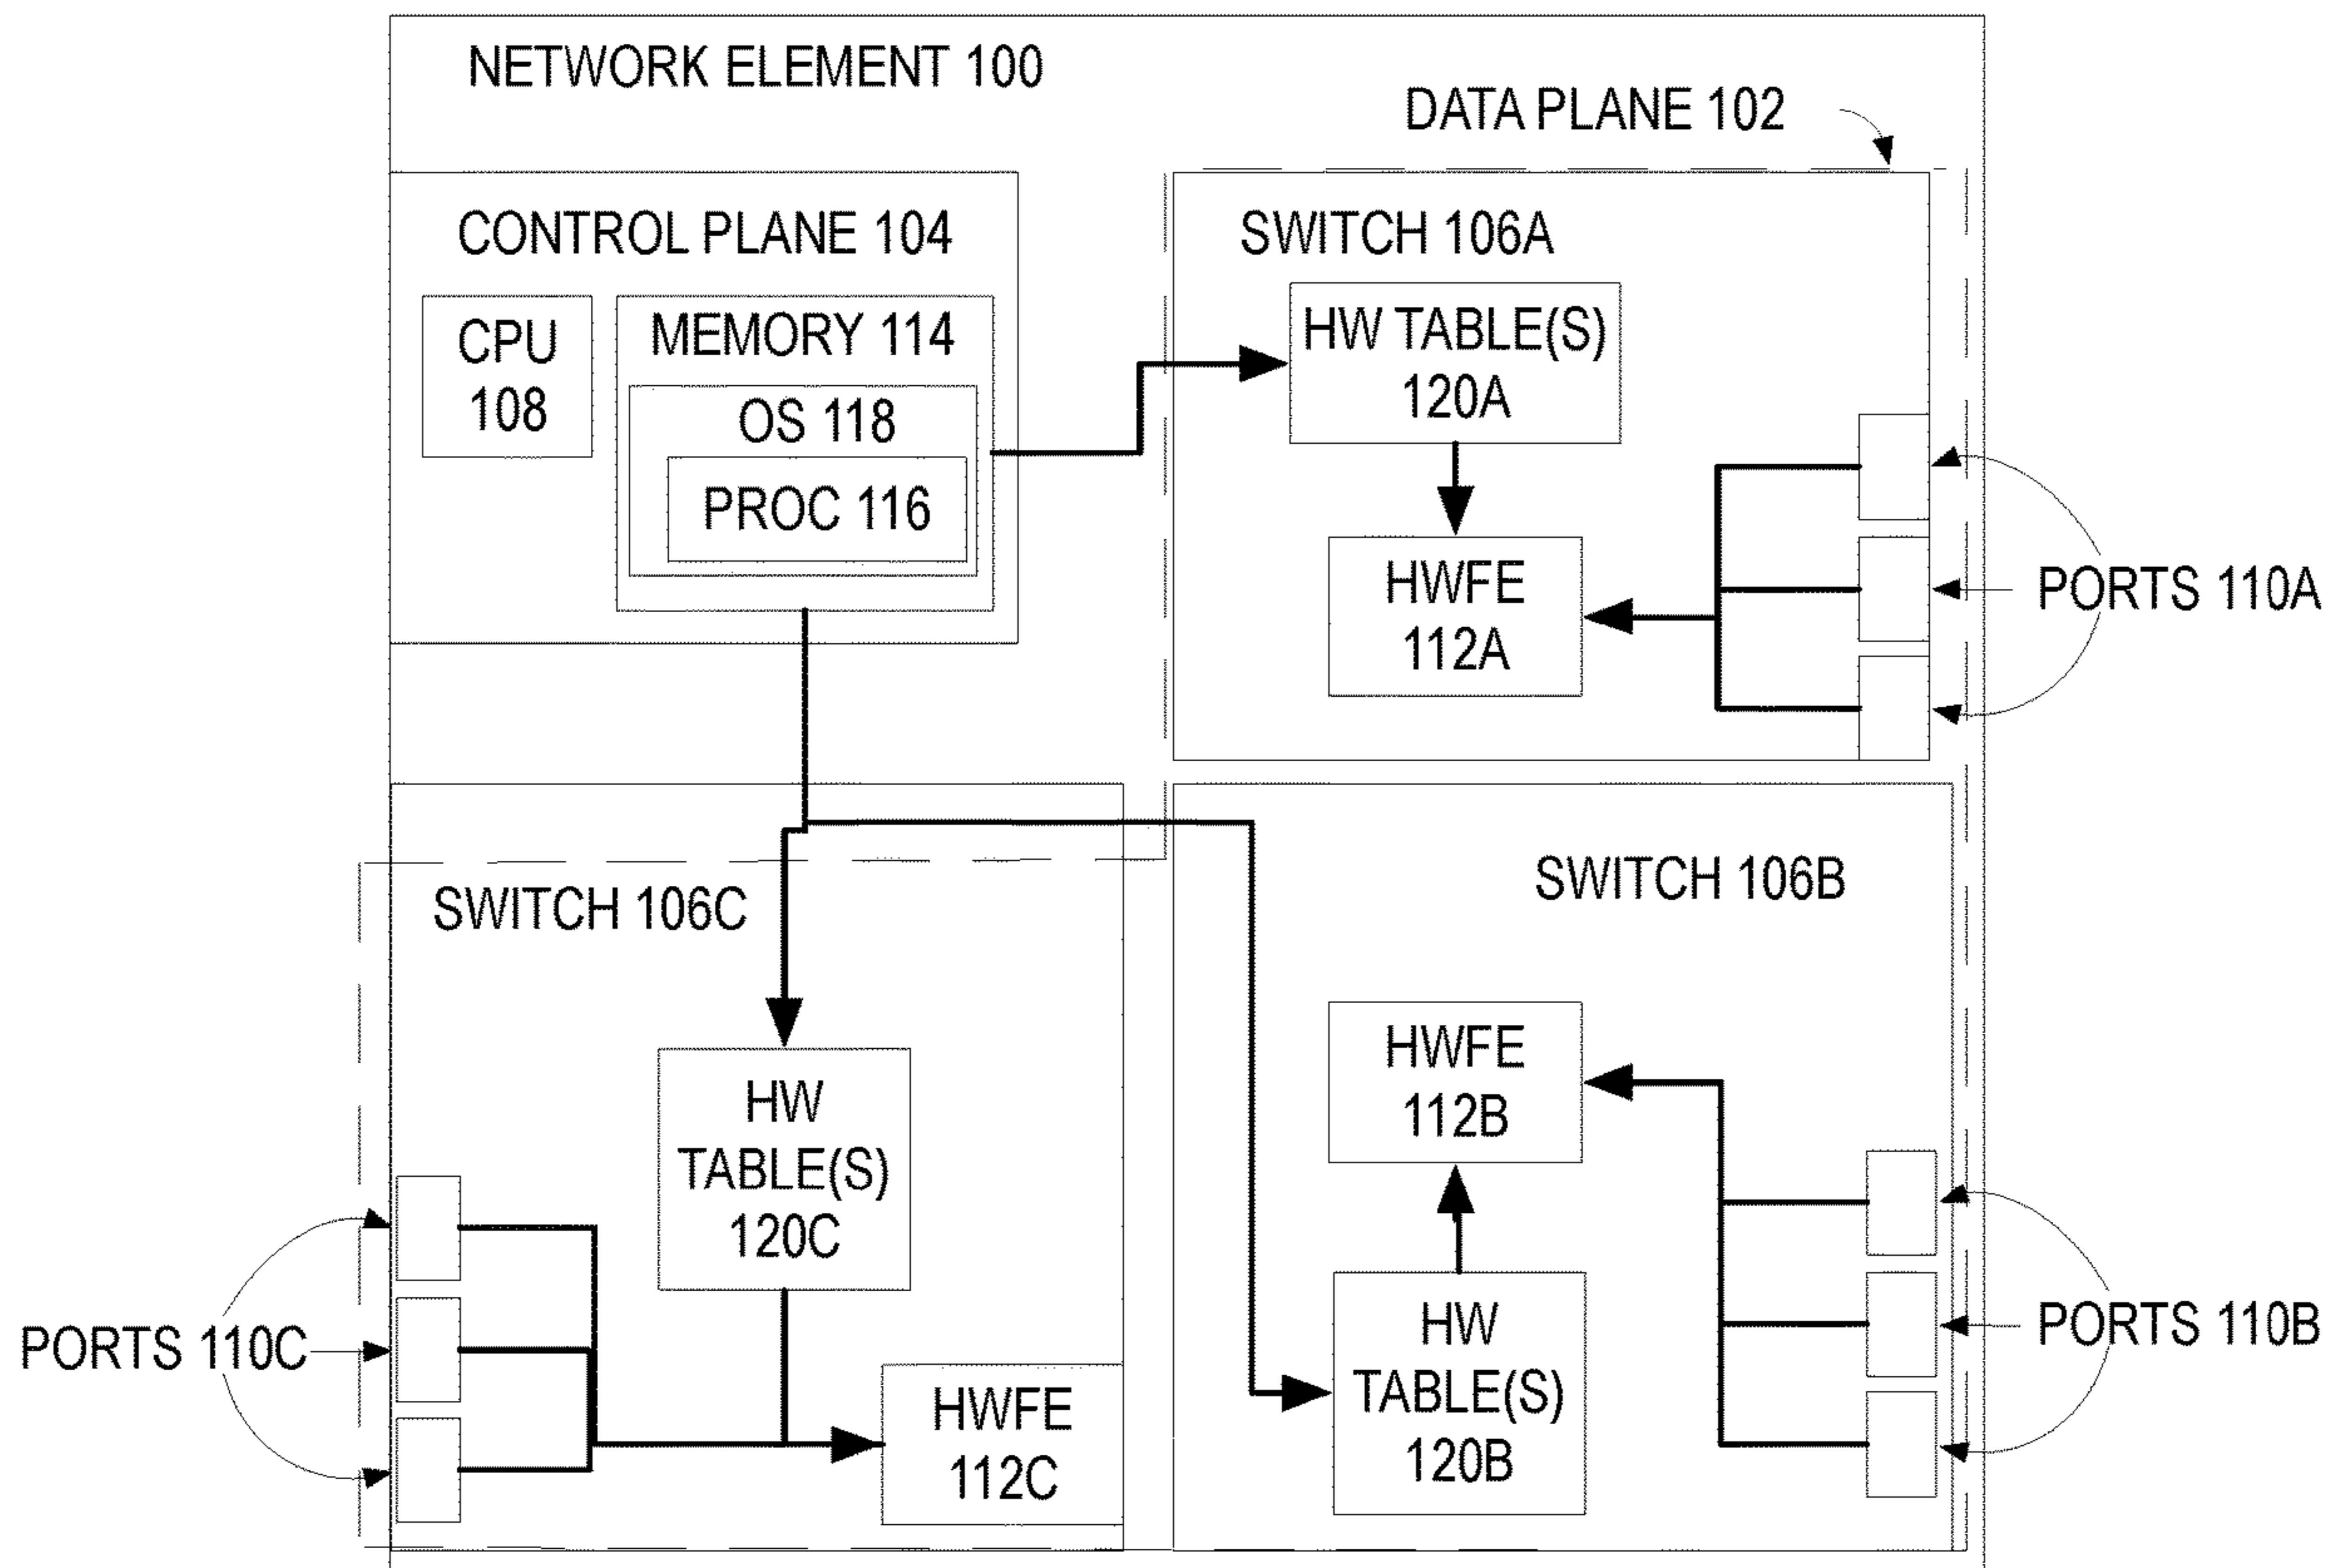 NETWORK ELEMENT 100
DATA PLANE 102
CONTROL PLANE 104
CPU
108
MEMORY 114
OS 118
PROC 116
SWITCH 106A
HW TABLE(S)
120A
HWFE
112A
PORTS 110A
SWITCH 106C
HW
TABLE(S)
120C
PORTS 110C
HWFE
112C
SWITCH 106B
HWFE
112B
HW
TABLE(S)
120B
PORTS 110B